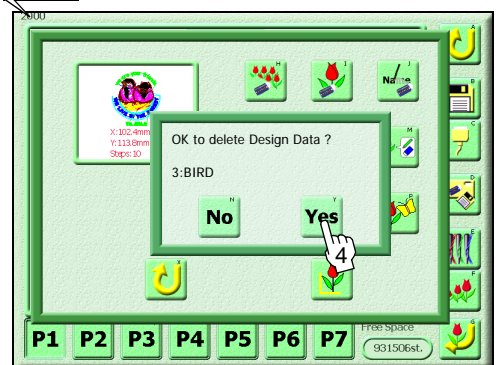 2000
A
H
I
J
Name
B
X:102.4mm
Y:113.8mm
Steps:10
C
OK to delete Design Data ?
M
3:BIRD
D
P
N
No
Y
Yes
4
E
X
F
P1 P2 P3 P4 P5 P6 P7
Free Space
931506st.
G